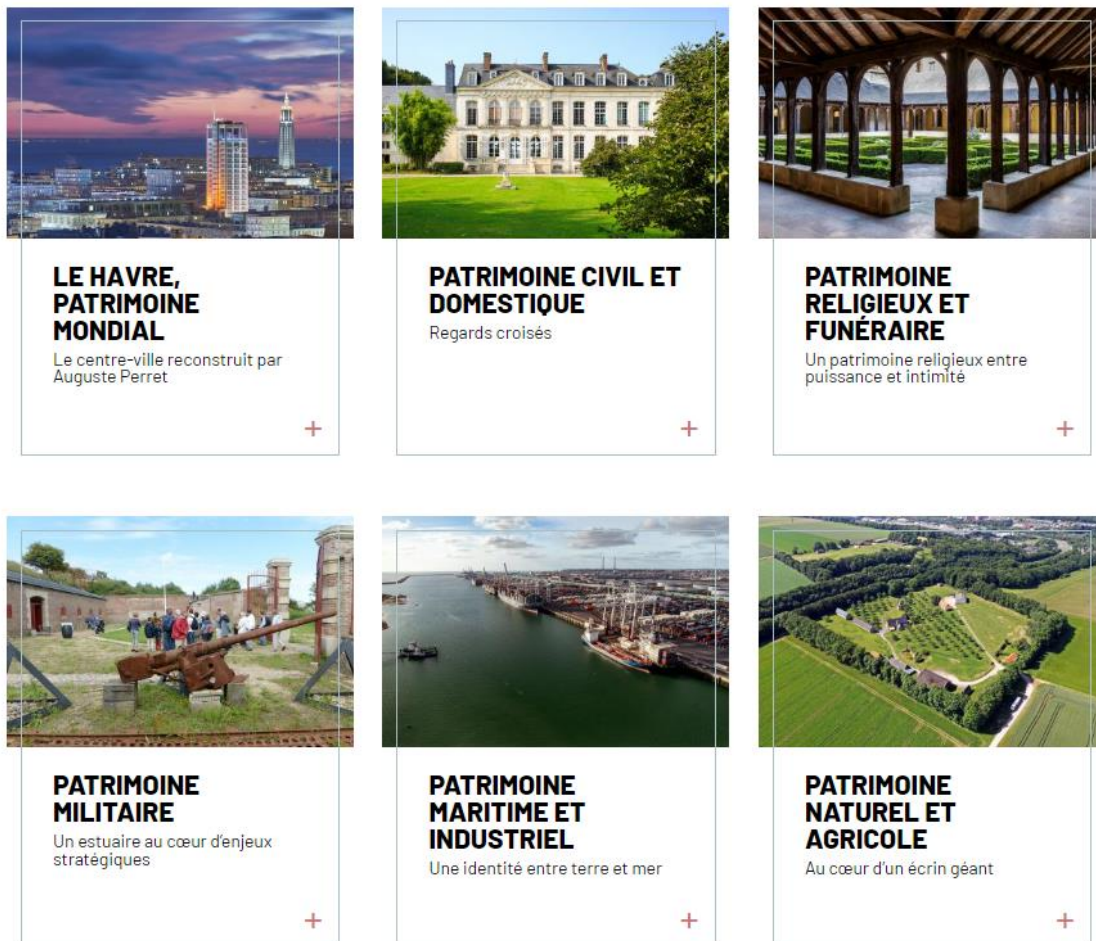 LE HAVRE,
PATRIMOINE
MONDIAL
Le centre-ville reconstruit par
Auguste Perret
+
PATRIMOINE CIVIL ET
DOMESTIQUE
Regards croisés
+
PATRIMOINE
RELIGIEUX ET
FUNÉRAIRE
Un patrimoine religieux entre
puissance et intimité
+
PATRIMOINE
MILITAIRE
Un estuaire au cœur d'enjeux
stratégiques
+
PATRIMOINE
MARITIME ET
INDUSTRIEL
Une identité entre terre et mer
+
PATRIMOINE
NATUREL ET
AGRICOLE
Au cœur d'un écrin géant
+